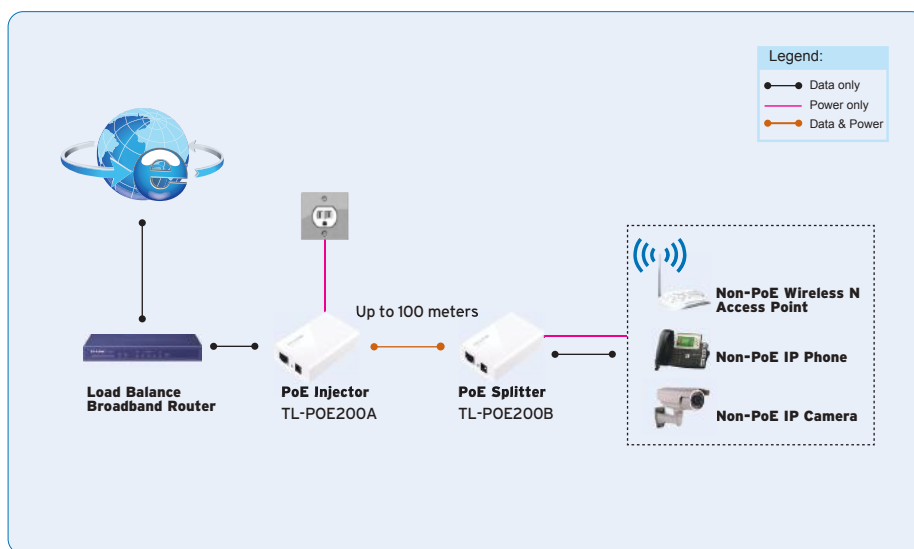 Legend:
Data only
Power only
Data & Power
Up to 100 meters
Load Balance
Broadband Router
PoE Injector
TL-POE200A
PoE Splitter
TL-POE200B
Non-PoE Wireless N
Access Point
Non-PoE IP Phone
Non-PoE IP Camera